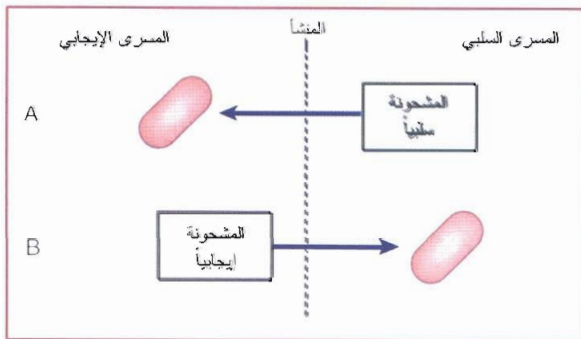 المسرى السلبي
المنشأ
المسرى الإيجابي
A
المشحونة
سلبياً
B
المشحونة
إيجابياً